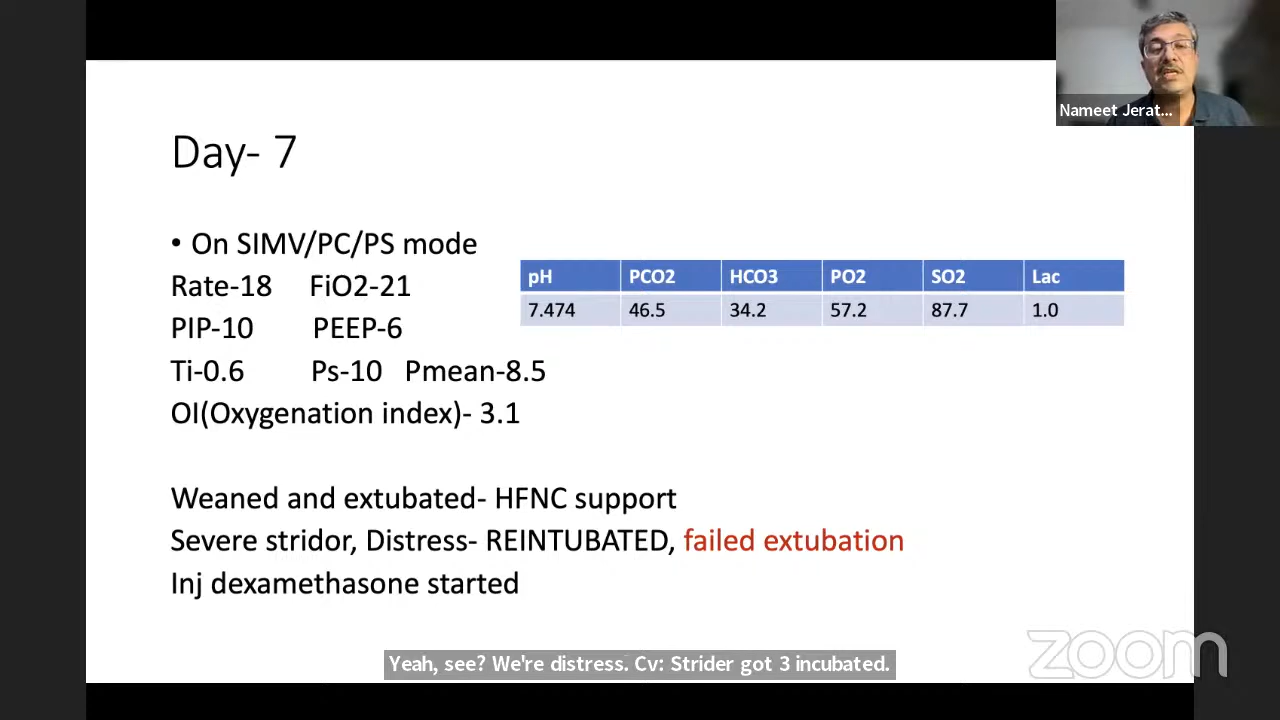 Nameet Jerat...
Day- 7
• On SIMV/PC/PS mode
Rate-18 FiO2-21
PIP-10 PEEP-6
Ti-0.6 Ps-10 Pmean-8.5
OI(Oxygenation index)- 3.1
pH PCO2 HCO3 PO2 SO2 Lac
7.474 46.5 34.2 57.2 87.7 1.0
Weaned and extubated- HFNC support
Severe stridor, Distress- REINTUBATED, failed extubation
Inj dexamethasone started
zoom
Yeah, see? We're distress. Cv: Strider got 3 incubated.